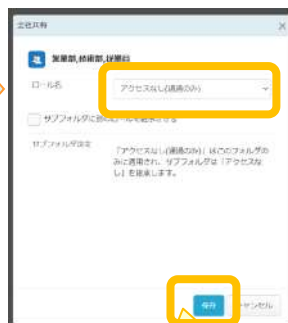 全社共有
営業部,技術部,従業員
ロール名
アクセスなし(通過のみ)
サブフォルダに別のロールを継承させる
サブフォルダ設定
「アクセスなし(通過のみ)」はこのフォルダの
みに適用され、サブフォルダは「アクセスな
し」を継承します。
保存
キャンセル